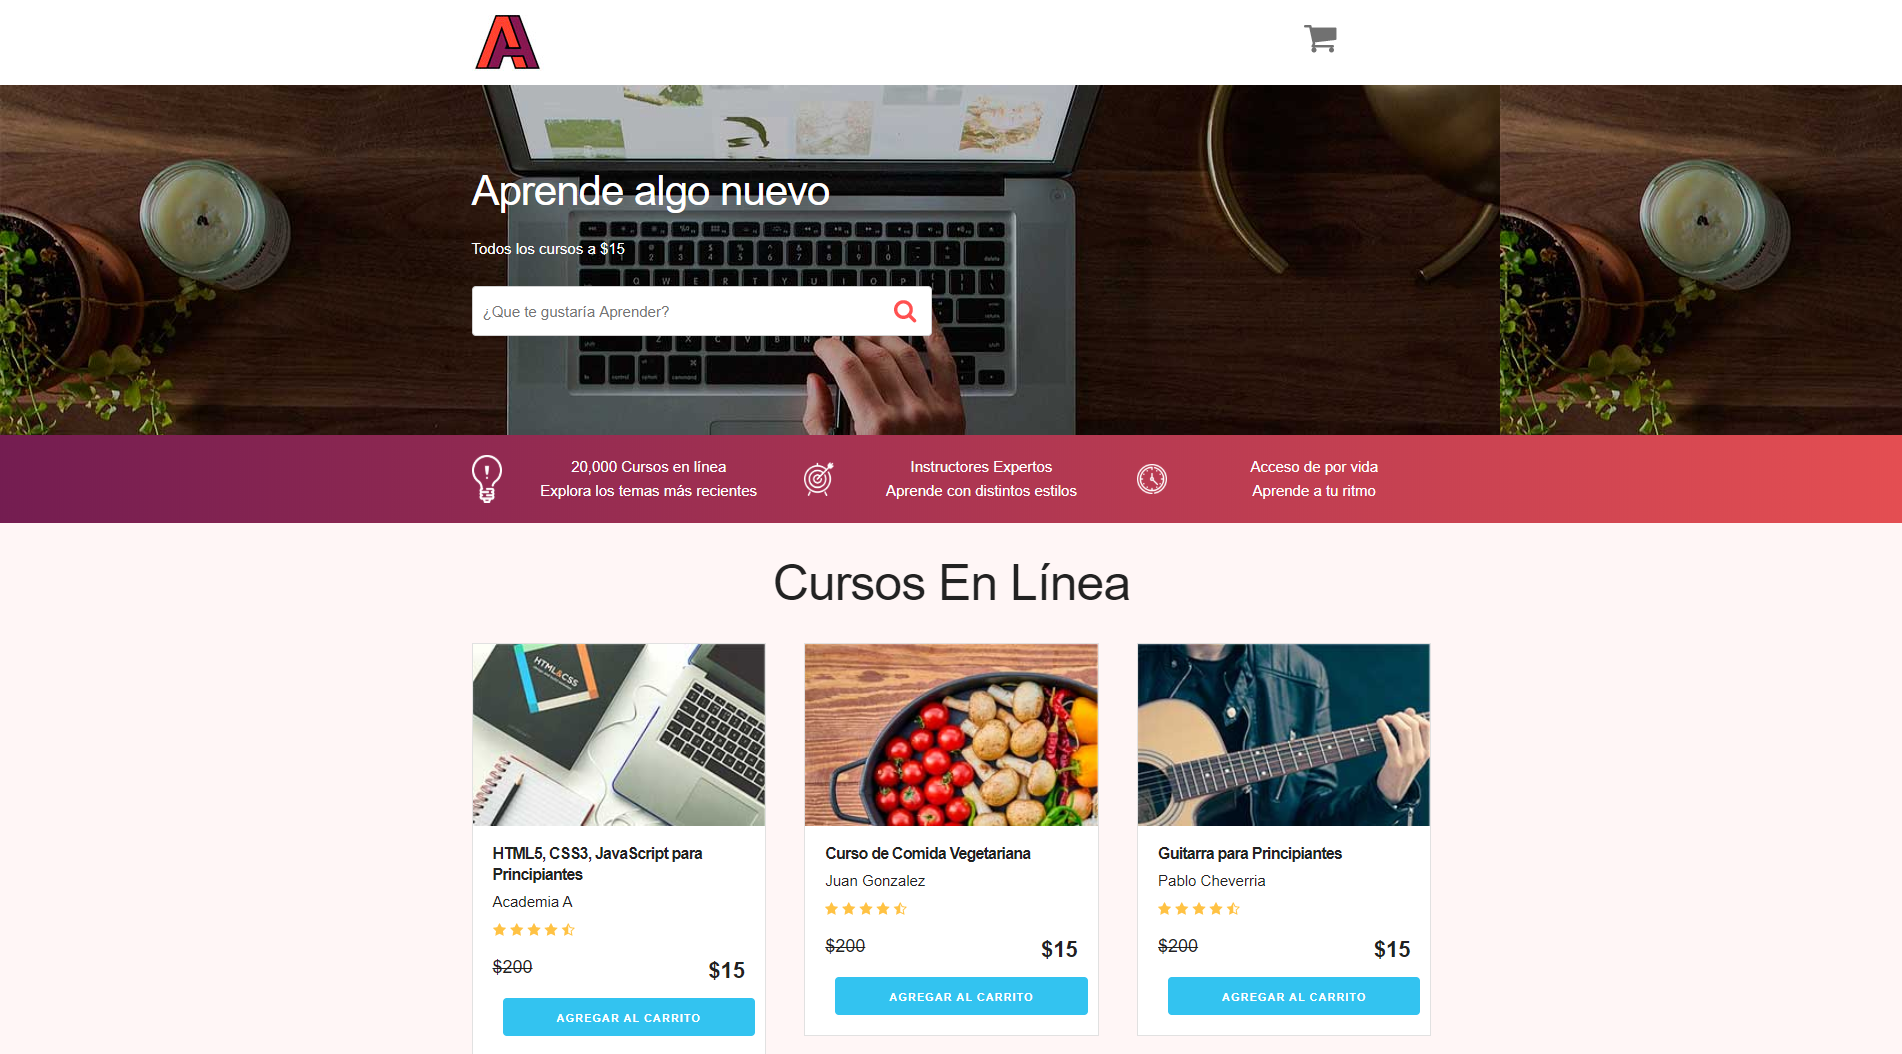 Aprende algo nuevo
Todos los cursos a $15
¿Que te gustaría Aprender?
20,000 Cursos en línea
Explora los temas más recientes
Instructores Expertos
Aprende con distintos estilos
Acceso de por vida
Aprende a tu ritmo
Cursos En Línea
HTML&CSS
HTML5, CSS3, JavaScript para
Principiantes
Academia A
$200 $15
AGREGAR AL CARRITO
Curso de Comida Vegetariana
Juan Gonzalez
$200 $15
AGREGAR AL CARRITO
Guitarra para Principiantes
Pablo Cheverria
$200 $15
AGREGAR AL CARRITO